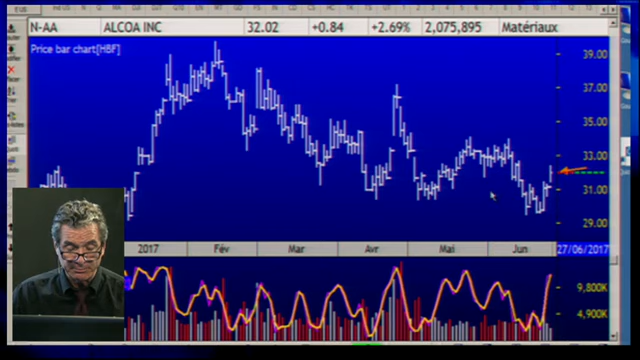 N-AA ALCOA INC 32.02 +0.84 +2.69% 2,075,895 Matériaux
Price bar chart[HBF]
39.00
37.00
35.00
33.00
31.00
29.00
2017 Fév Mar Avr Mai Jun 27/06/2017
9,800K
4,900K